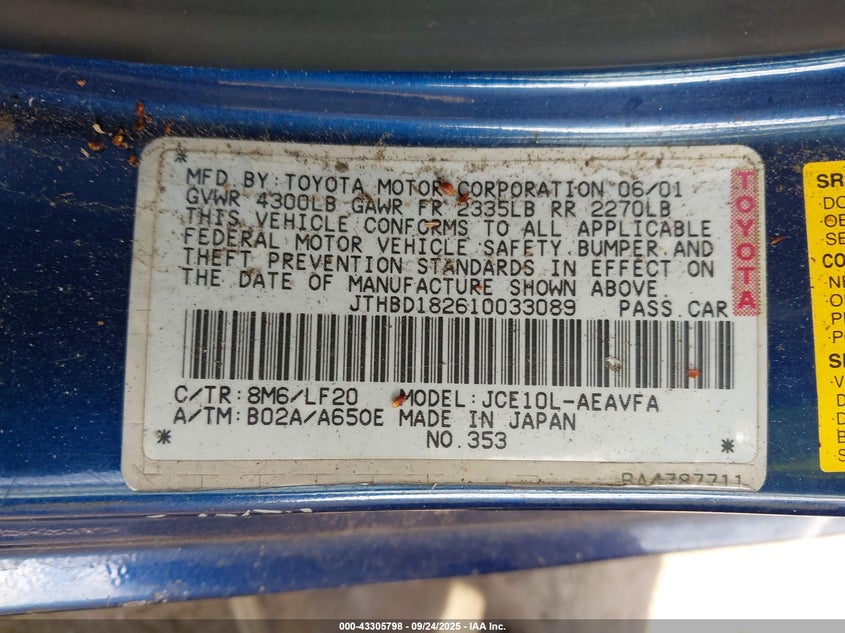 MFD BY TOYOTA MOTOR CORPORATION 06/01
GVWR 4300LB GAWR FR 2335LB RR 2270LB
THIS VEHICLE CONFORMS TO ALL APPLICABLE
FEDERAL MOTOR VEHICLE SAFETY, BUMPER AND
THEFT PREVENTION STANDARDS IN EFFECT ON
THE DATE OF MANUFACTURE SHOWN ABOVE.
JTHBD182610033089 PASS.CAR
C/TR: 8M6/LF20 MODEL: JCE10L-AEAVFA
A/TM: B02A/A650E MADE IN JAPAN
NO.353
TOYOTA
000-43305798 - 09/24/2025 - IAA Inc.